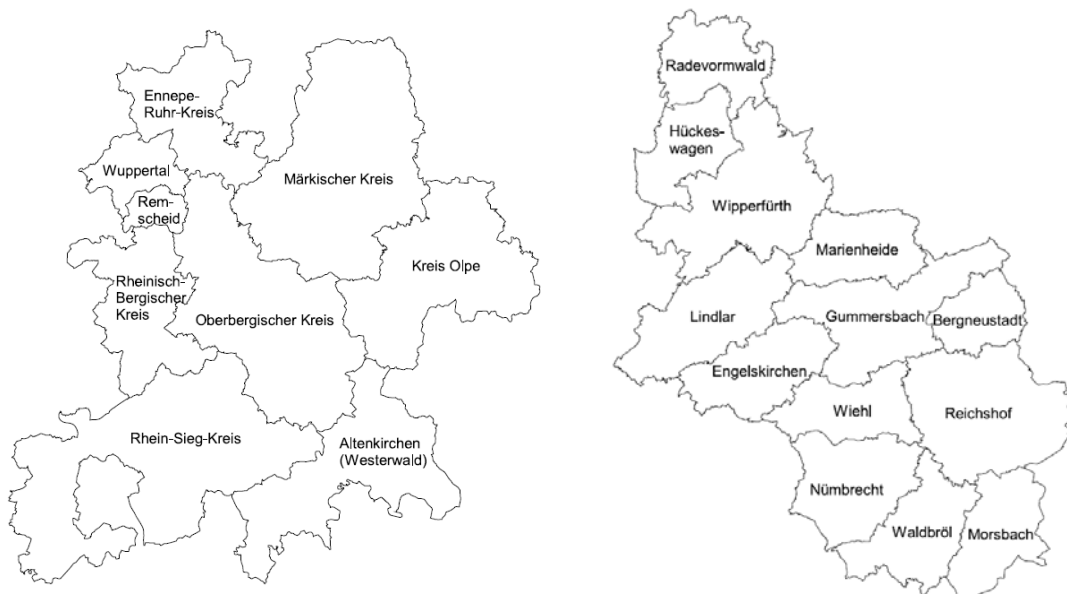 Ennepe-
Ruhr-Kreis
Wuppertal
Rem-
scheid
Märkischer Kreis
Kreis Olpe
Rheinisch-
Bergischer
Kreis
Oberbergischer Kreis
Rhein-Sieg-Kreis
Altenkirchen
(Westerwald)
Radevormwald
Hückes-
wagen
Wipperfürth
Marienheide
Lindlar
Gummersbach
Bergneustadt
Engelskirchen
Wiehl
Reichshof
Nümbrecht
Waldbröl
Morsbach